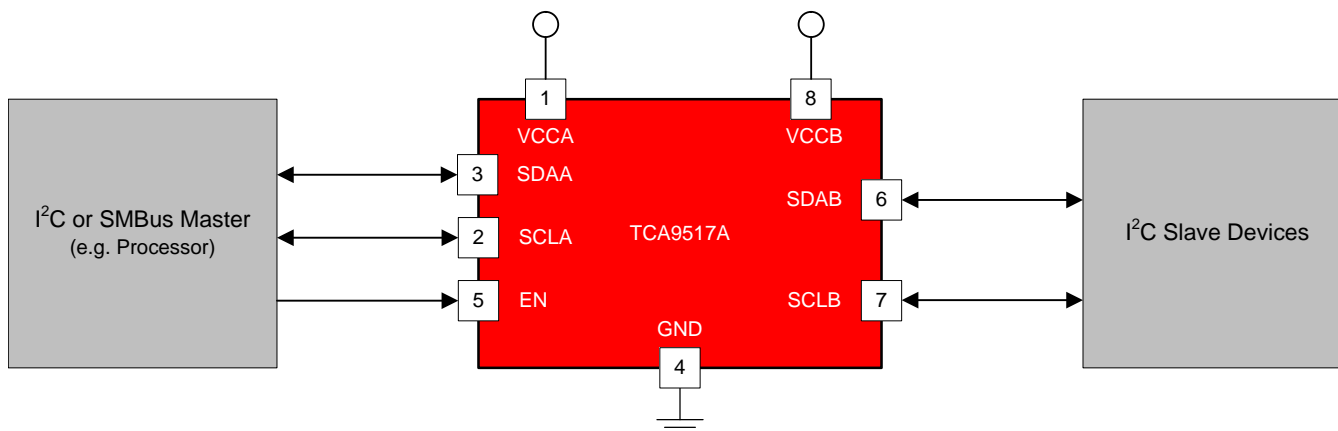 1
8
VCCA
VCCB
3
SDAA
SDAB
6
I²C or SMBus Master
(e.g. Processor)
2
SCLA
TCA9517A
I²C Slave Devices
5
EN
SCLB
7
GND
4